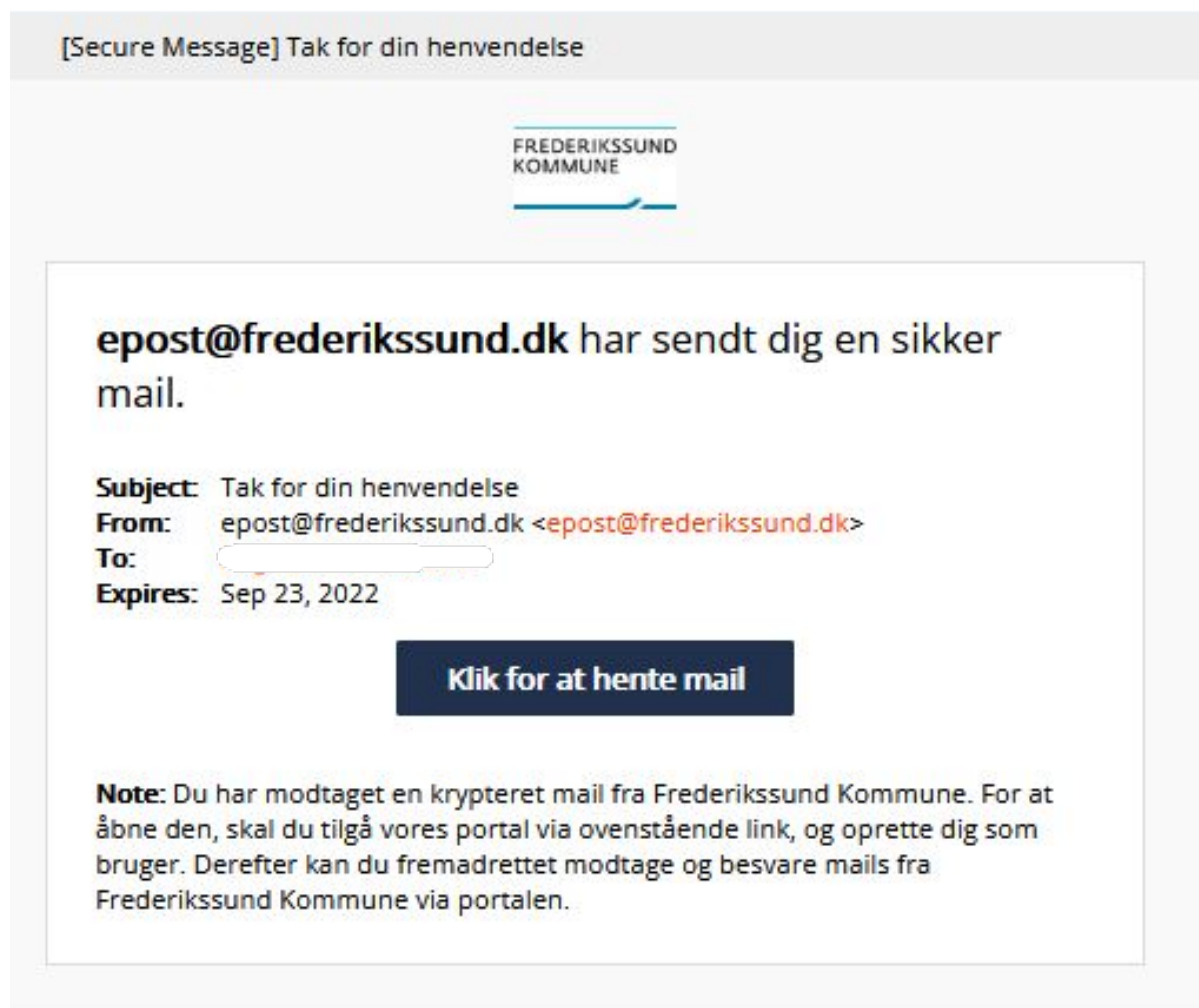 [Secure Message] Tak for din henvendelse
FREDERIKSSUND
KOMMUNE
epost@frederikssund.dk har sendt dig en sikker
mail.
Subject: Tak for din henvendelse
From: epost@frederikssund.dk <epost@frederikssund.dk>
To:
Expires: Sep 23, 2022
Klik for at hente mail
Note: Du har modtaget en krypteret mail fra Frederikssund Kommune. For at
åbne den, skal du tilgå vores portal via ovenstående link, og oprette dig som
bruger. Derefter kan du fremadrettet modtage og besvare mails fra
Frederikssund Kommune via portalen.